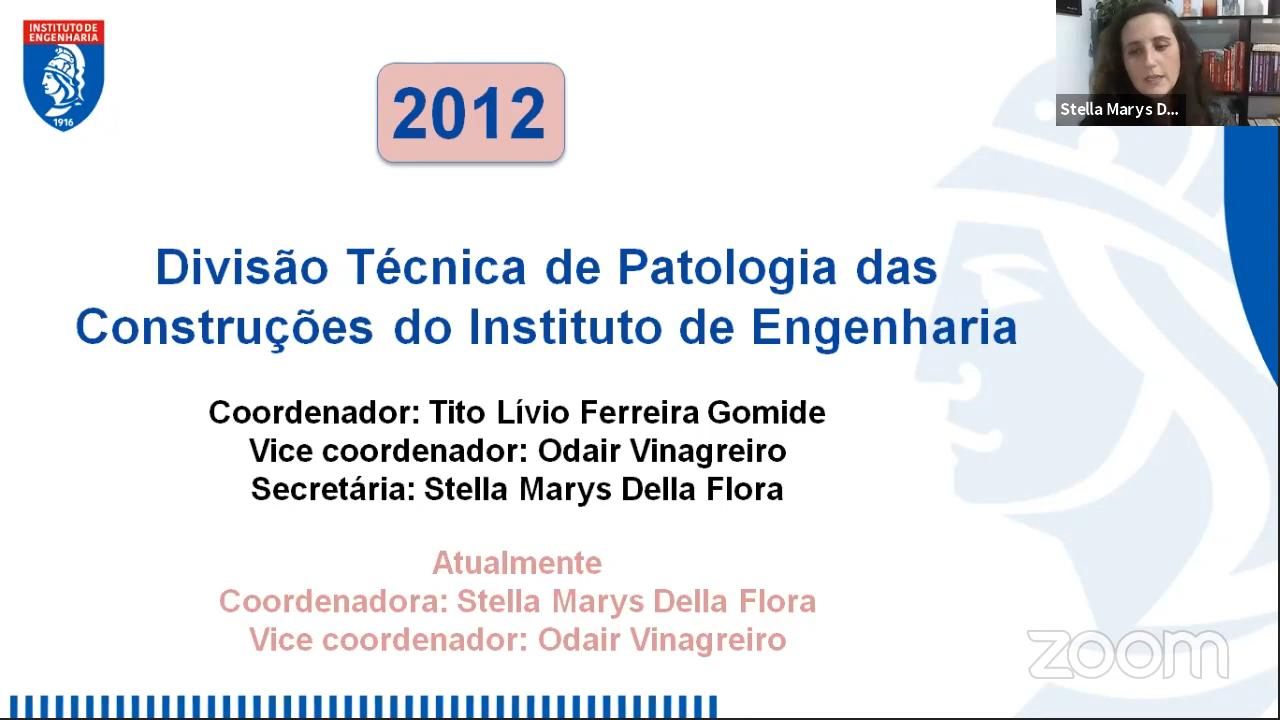 INSTITUTO DE
ENGENHARIA
1916
2012
Stella Marys D...
Divisão Técnica de Patologia das
Construções do Instituto de Engenharia
Coordenador: Tito Lívio Ferreira Gomide
Vice coordenador: Odair Vinagreiro
Secretária: Stella Marys Della Flora
Atualmente
Coordenadora: Stella Marys Della Flora
Vice coordenador: Odair Vinagreiro
zoom